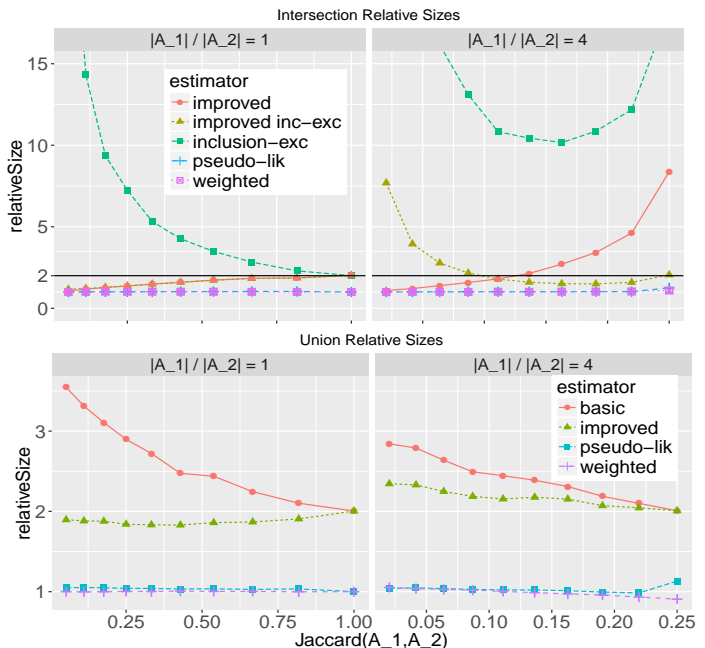 Intersection Relative Sizes
|A_1| / |A_2| = 1
|A_1| / |A_2| = 4
15
10
5
2
0
relativeSize
estimator
improved
improved inc-exc
inclusion-exc
pseudo-lik
weighted
Union Relative Sizes
|A_1| / |A_2| = 1
|A_1| / |A_2| = 4
3
2
1
relativeSize
estimator
basic
improved
pseudo-lik
weighted
0.25 0.50 0.75 1.00 0.05 0.10 0.15 0.20 0.25
Jaccard(A_1,A_2)